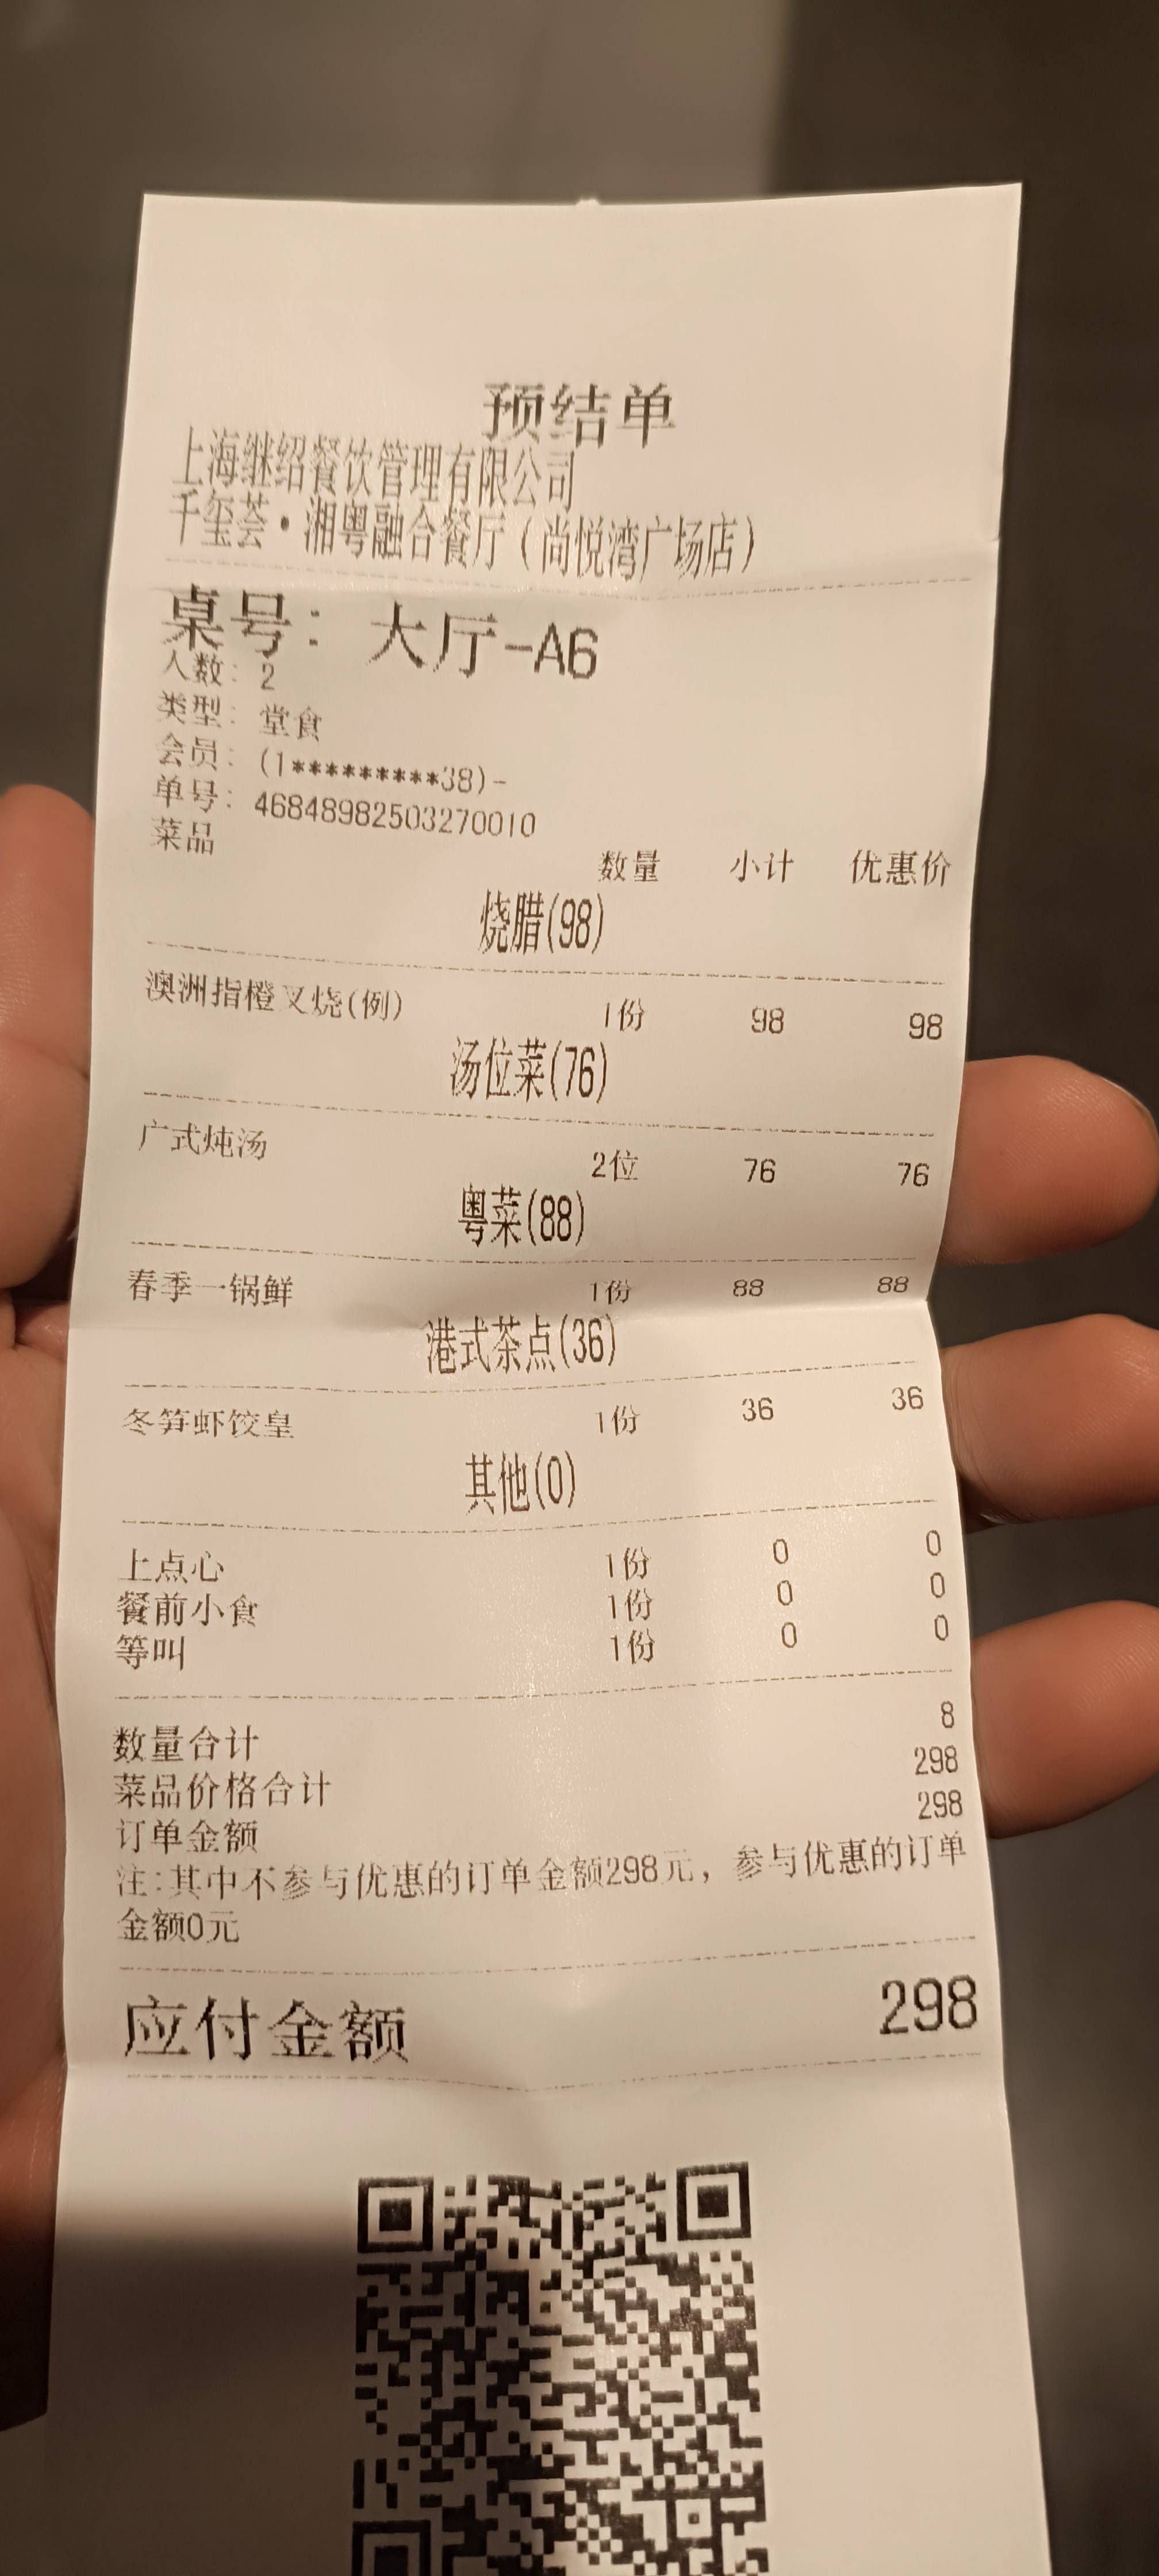 预结单
上海继绍餐饮管理有限公司
千玺荟·湘粤融合餐厅(尚悦湾广场店)
桌号: 大厅-A6
人数: 2
类型: 堂食
会员: (1*********38)-
单号: 46848982503270010
菜品 数量 小计 优惠价
烧腊(98)
澳洲指橙叉烧(例) 1份 98 98
汤位菜(76)
广式炖汤 2位 76 76
粤菜(88)
春季一锅鲜 1份 88 88
港式茶点(36)
冬笋虾饺皇 1份 36 36
其他(0)
上点心 1份 0 0
餐前小食 1份 0 0
等叫 1份 0 0
数量合计 8
菜品价格合计 298
订单金额 298
注:其中不参与优惠的订单金额298元, 参与优惠的订单
金额0元
应付金额 298